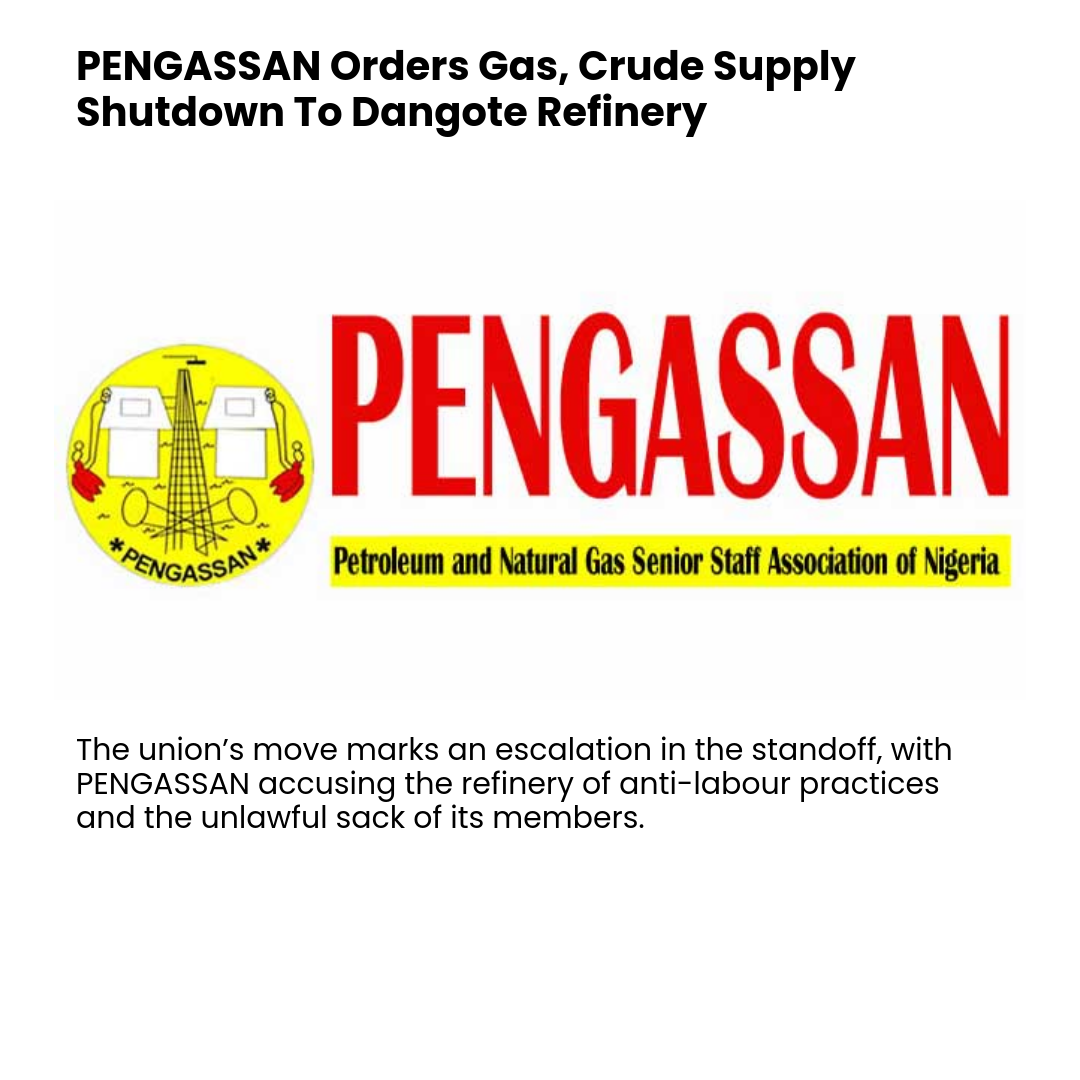 PENGASSAN Orders Gas, Crude Supply
Shutdown To Dangote Refinery
PENGASSAN
* PENGASSAN *
Petroleum and Natural Gas Senior Staff Association of Nigeria
The union’s move marks an escalation in the standoff, with
PENGASSAN accusing the refinery of anti-labour practices
and the unlawful sack of its members.